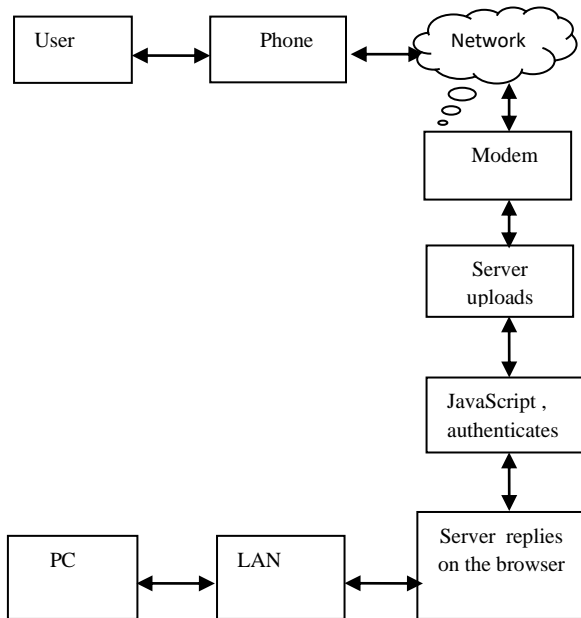 User
Phone
Network
Modem
Server
uploads
JavaScript ,
authenticates
Server replies
on the browser
LAN
PC